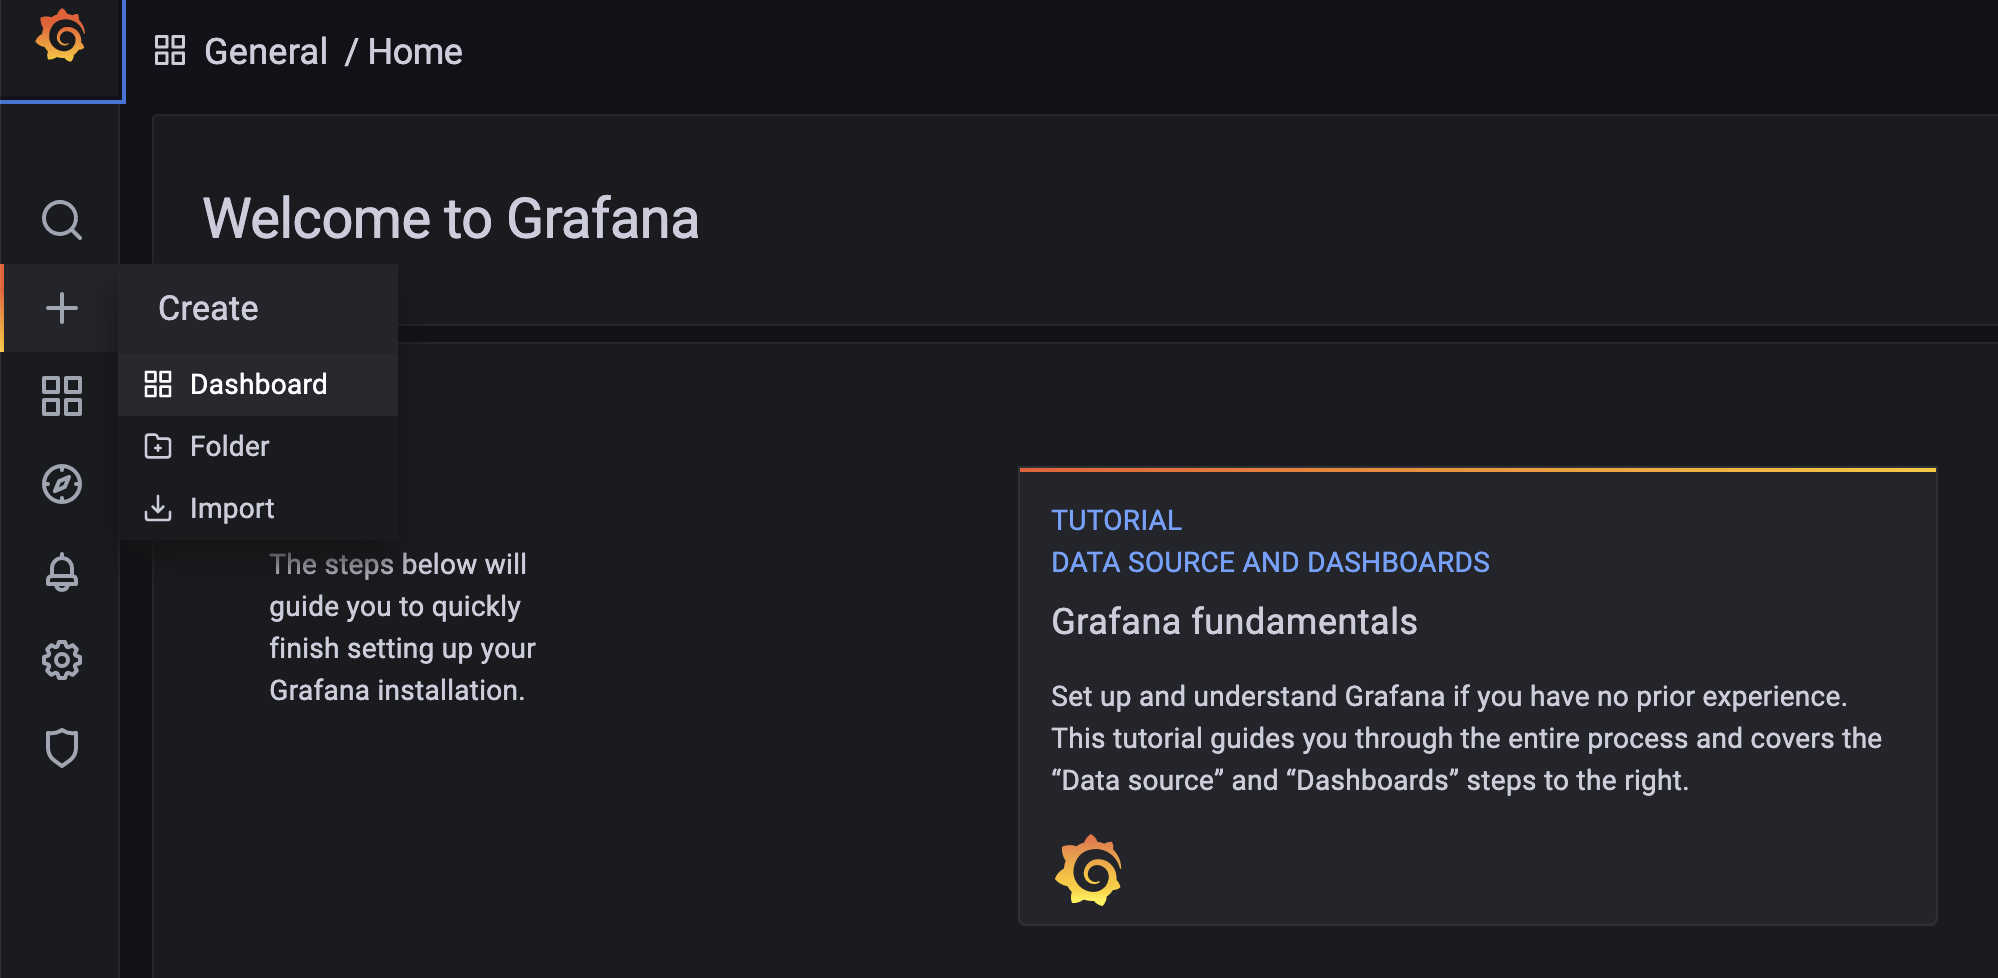 General / Home
Welcome to Grafana
Create
Dashboard
Folder
Import
The steps below will
guide you to quickly
finish setting up your
Grafana installation.
TUTORIAL
DATA SOURCE AND DASHBOARDS
Grafana fundamentals
Set up and understand Grafana if you have no prior experience.
This tutorial guides you through the entire process and covers the
“Data source” and “Dashboards” steps to the right.